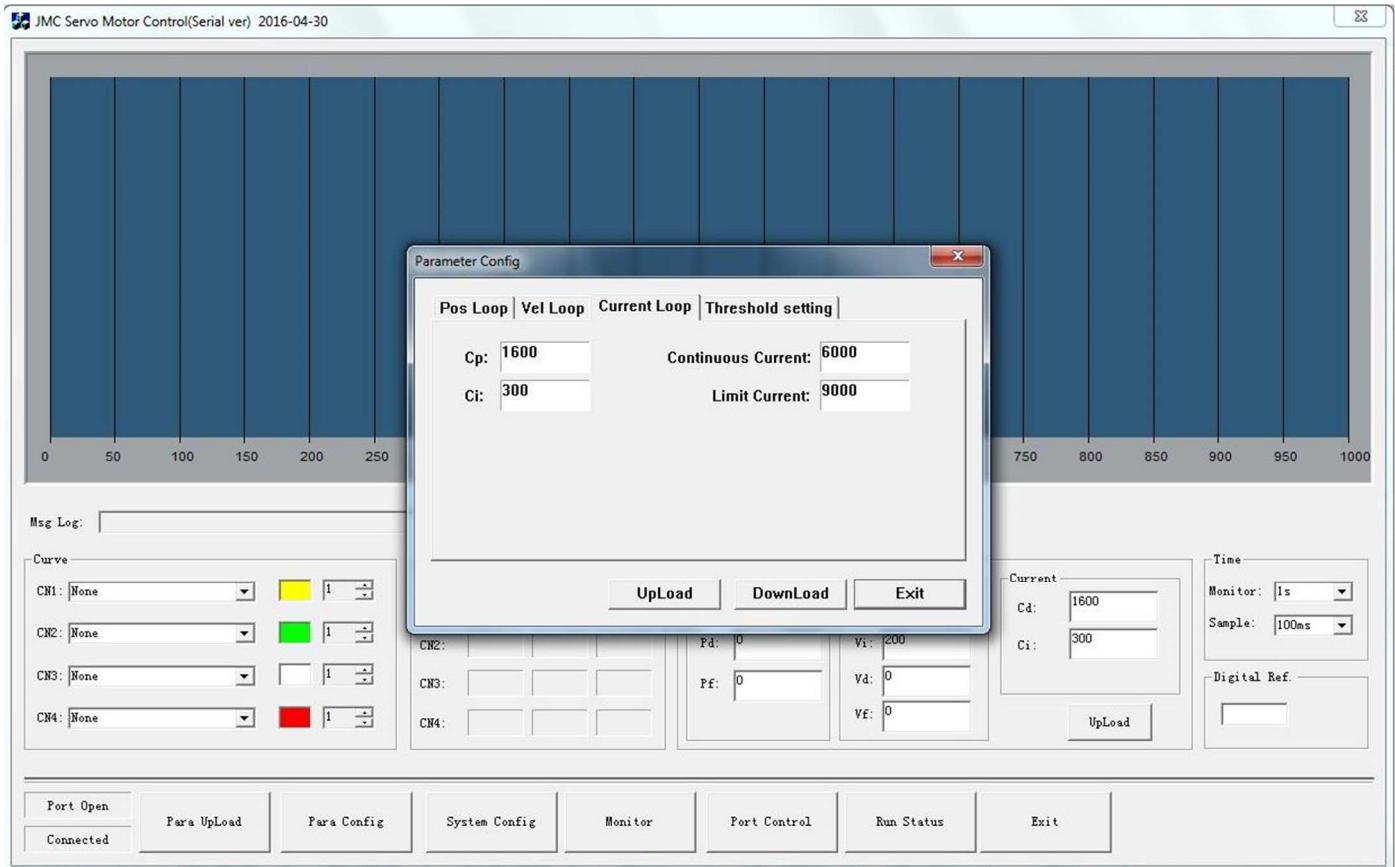 JMC Servo Motor Control(Serial ver) 2016-04-30
Parameter Config
Pos Loop Vel Loop Current Loop Threshold setting
Cp: 1600 Continuous Current: 6000
Ci: 300 Limit Current: 9000
UpLoad DownLoad Exit
0 50 100 150 200 250 750 800 850 900 950 1000
Msg Log:
Curve
CN1: None 1
CN2: None 1
CN3: None 1
CN4: None 1
CN2:
CN3:
CN4:
Pd: 0
Pf: 0
Vi: 200
Vd: 0
Vf: 0
Current
Cd: 1600
Ci: 300
UpLoad
Time
Monitor: 1s
Sample: 100ms
Digital Ref.
Port Open
Connected
Para UpLoad Para Config System Config Monitor Port Control Run Status Exit